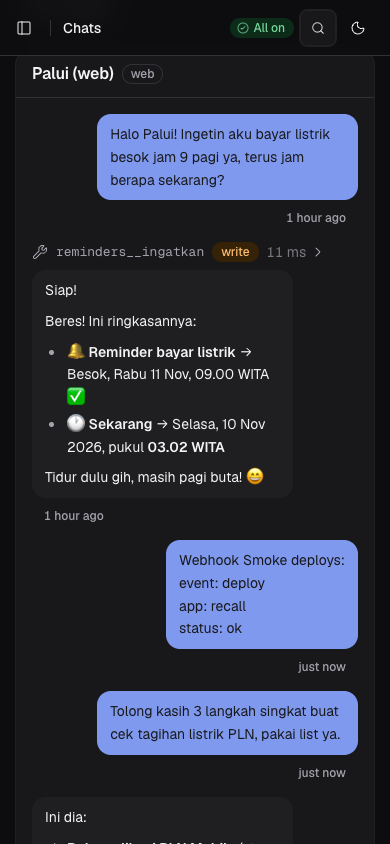 Chats
All on
Palui (web) web
Halo Palui! Ingetin aku bayar listrik
besok jam 9 pagi ya, terus jam
berapa sekarang?
1 hour ago
reminders__ingatkan write 11 ms
Siap!
Beres! Ini ringkasannya:
🔔 Reminder bayar listrik →
Besok, Rabu 11 Nov, 09.00 WITA
✅
🕐 Sekarang → Selasa, 10 Nov
2026, pukul 03.02 WITA
Tidur dulu gih, masih pagi buta! 😄
1 hour ago
Webhook Smoke deploys:
event: deploy
app: recall
status: ok
just now
Tolong kasih 3 langkah singkat buat
cek tagihan listrik PLN, pakai list ya.
just now
Ini dia: